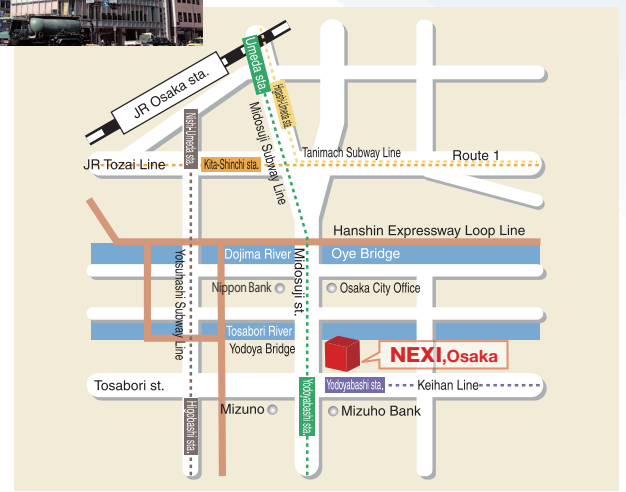 JR Osaka sta.
Umeda sta.
Higashi-Umeda sta.
Nishi-Umeda sta.
Midosuji Subway Line
Tanimach Subway Line
Route 1
JR Tozai Line
Kita-Shinchi sta.
Hanshin Expressway Loop Line
Dojima River
Oye Bridge
Yotsuhashi Subway Line
Midosuji st.
Nippon Bank
Osaka City Office
Tosabori River
Yodoya Bridge
NEXI,Osaka
Tosabori st.
Yodoyabashi sta.
Yodoyabashi sta.
Keihan Line
Higobashi sta.
Mizuno
Mizuho Bank